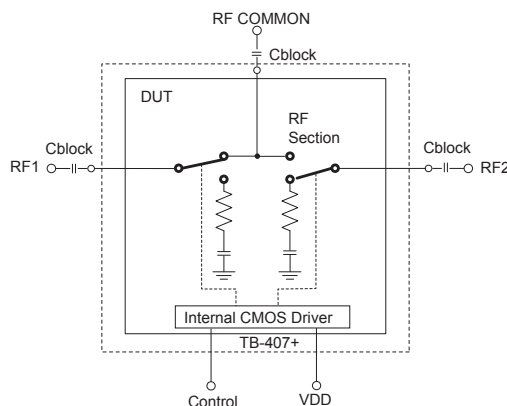 RF COMMON
Cblock
DUT
RF
Section
Cblock
RF1
Cblock
RF2
Internal CMOS Driver
TB-407+
Control
VDD